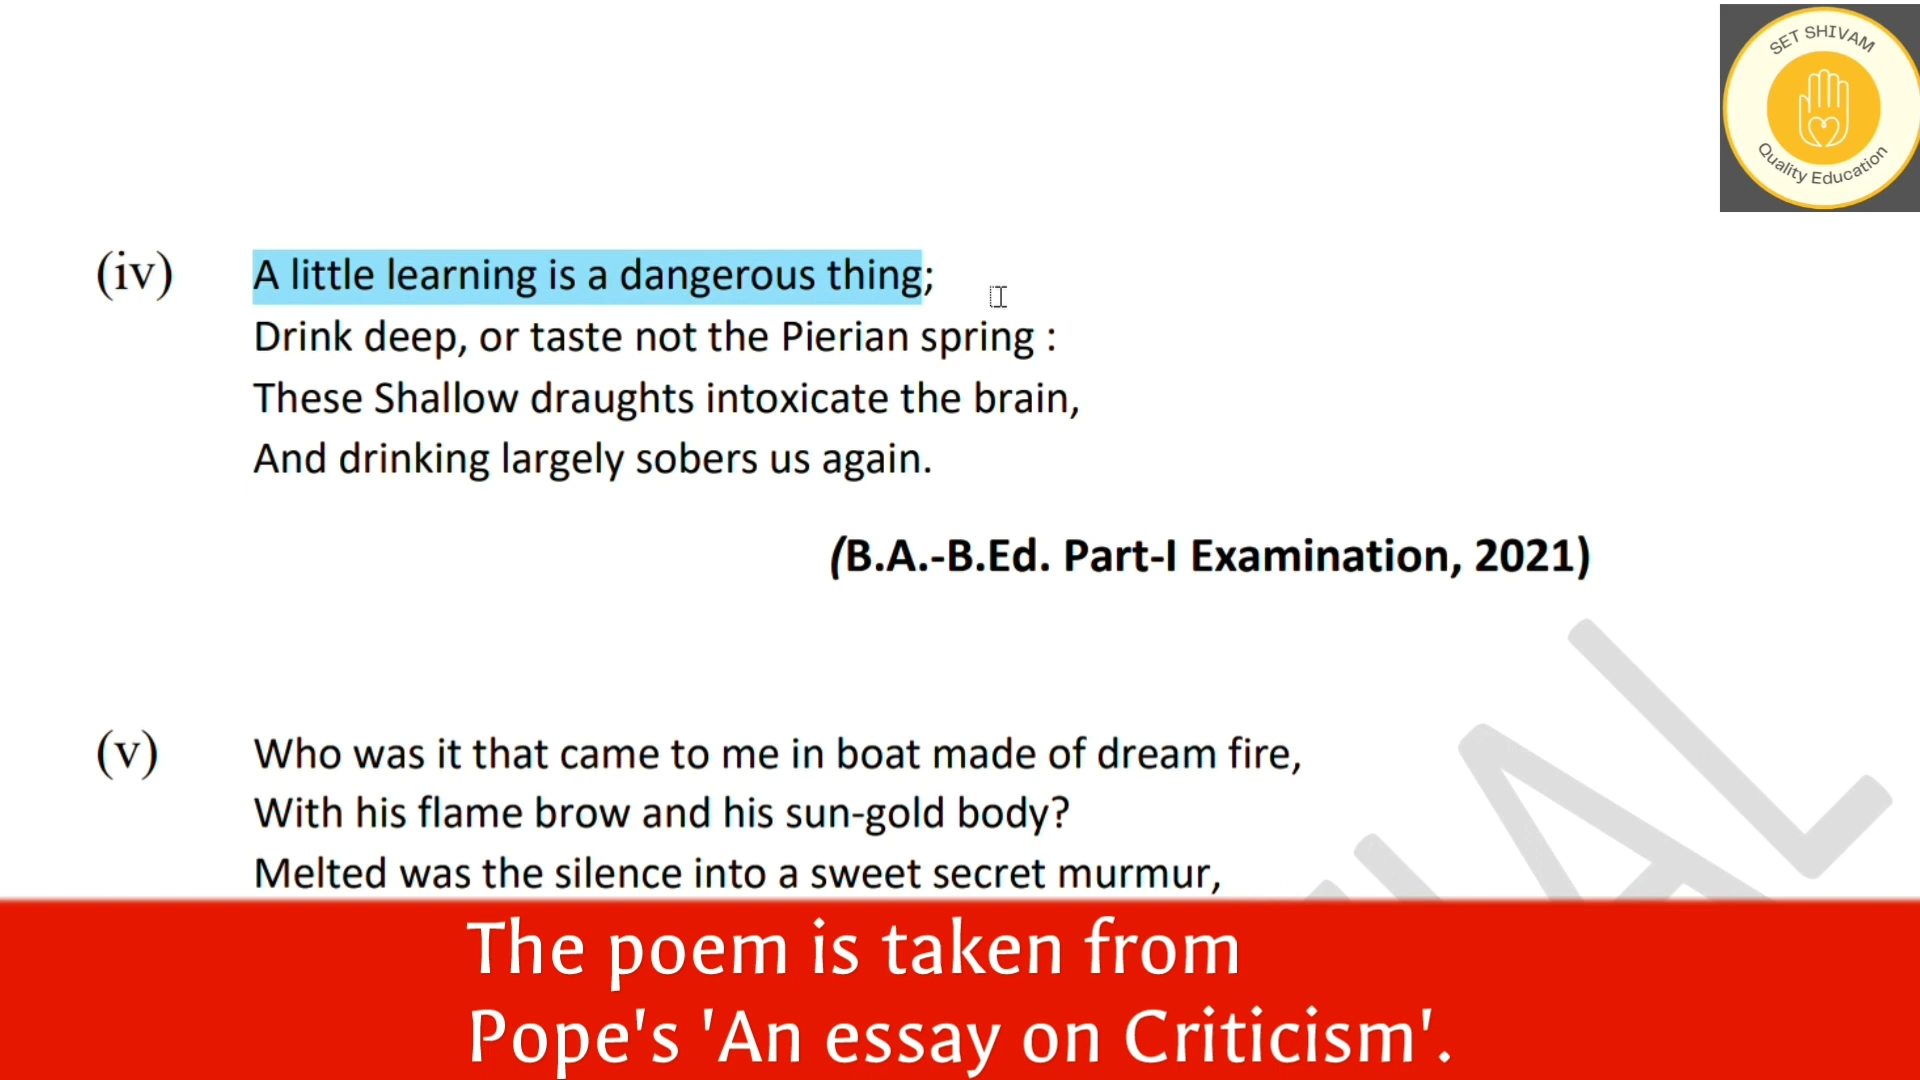 SET SHIVAM
Quality Education
(iv) A little learning is a dangerous thing;
Drink deep, or taste not the Pierian spring :
These Shallow draughts intoxicate the brain,
And drinking largely sobers us again.
(B.A.-B.Ed. Part-I Examination, 2021)
(v) Who was it that came to me in boat made of dream fire,
With his flame brow and his sun-gold body?
Melted was the silence into a sweet secret murmur,
The poem is taken from
Pope's 'An essay on Criticism'.